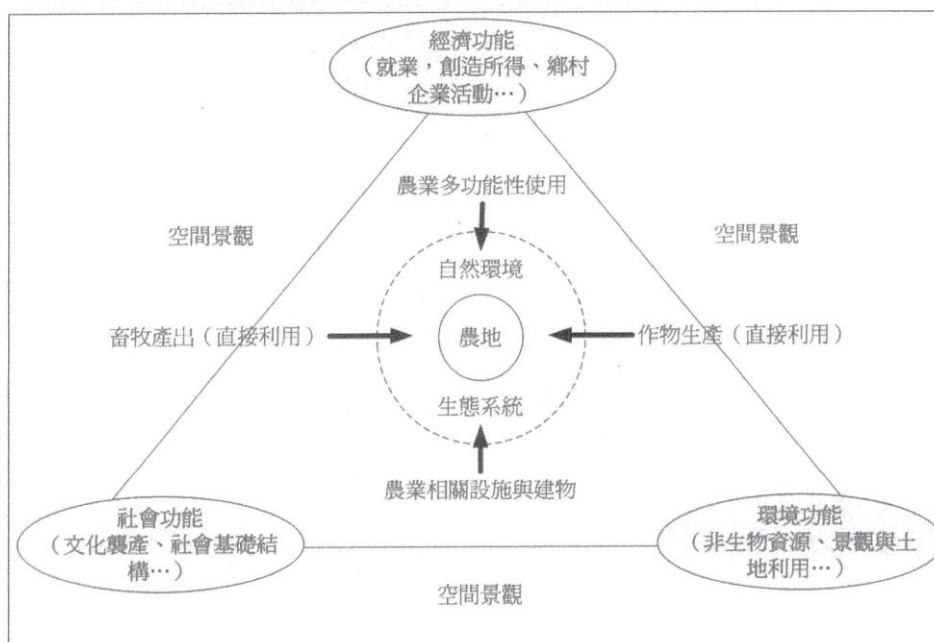 經濟功能
（就業，創造所得、鄉村
企業活動…）
農業多功能性使用
空間景觀
空間景觀
自然環境
畜牧產出（直接利用）
農地
作物生產（直接利用）
生態系統
農業相關設施與建物
社會功能
（文化襲產、社會基礎結
構…）
環境功能
（非生物資源、景觀與土
地利用…）
空間景觀